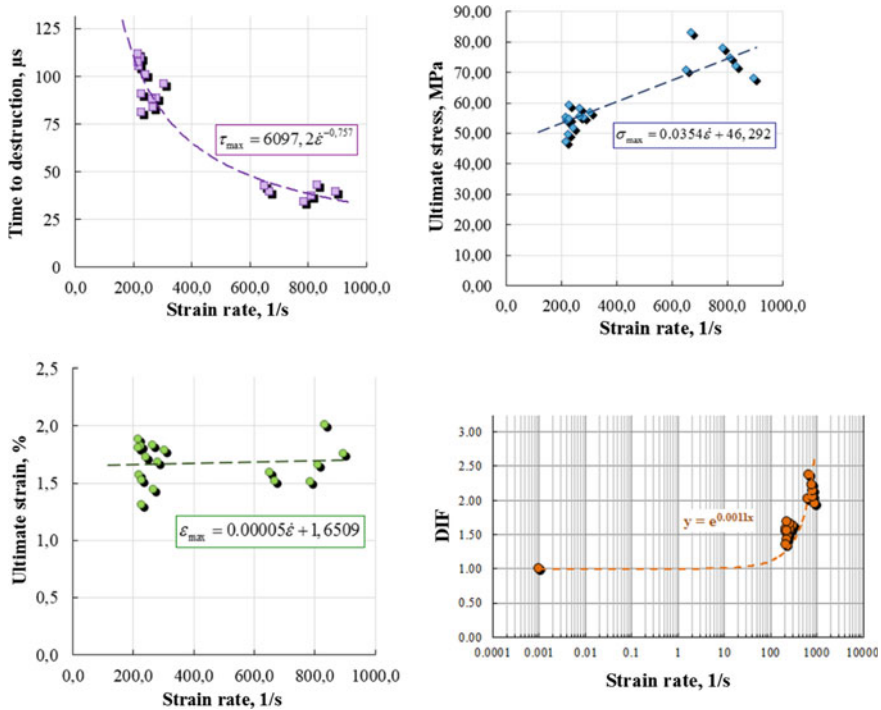 Time to destruction, µs
125
100
75
50
25
0
τmax = 6097,2ε̇^−0,757
0,0 200,0 400,0 600,0 800,0 1000,0
Strain rate, 1/s
Ultimate stress, MPa
90,00
80,00
70,00
60,00
50,00
40,00
30,00
20,00
10,00
0,00
σmax = 0.0354ε̇ + 46,292
0,0 200,0 400,0 600,0 800,0 1000,0
Strain rate, 1/s
Ultimate strain, %
2,5
2,0
1,5
1,0
0,5
0,0
εmax = 0.00005ε̇ + 1,6509
0,0 200,0 400,0 600,0 800,0 1000,0
Strain rate, 1/s
DIF
3.00
2.50
2.00
1.50
1.00
0.50
0.00
y = e^0.0011x
0.0001 0.001 0.01 0.1 1 10 100 1000 10000
Strain rate, 1/s